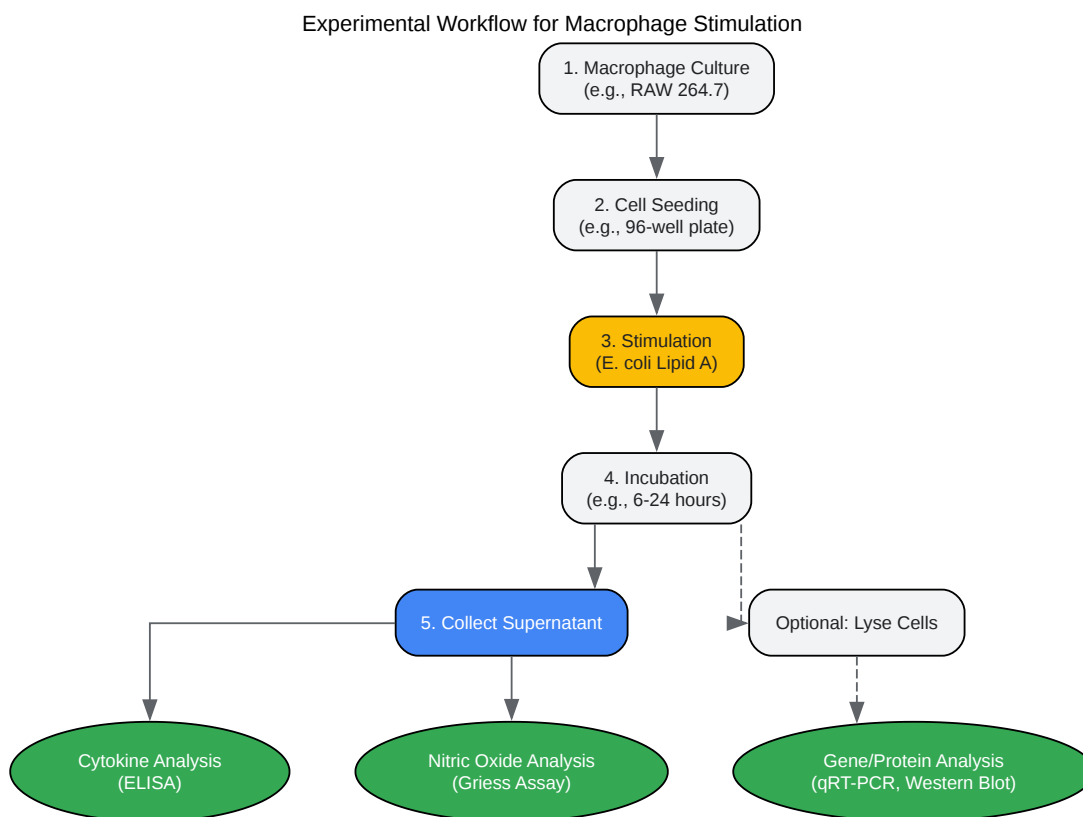 Experimental Workflow for Macrophage Stimulation
1. Macrophage Culture
(e.g., RAW 264.7)
2. Cell Seeding
(e.g., 96-well plate)
3. Stimulation
(E. coli Lipid A)
4. Incubation
(e.g., 6-24 hours)
5. Collect Supernatant
Optional: Lyse Cells
Cytokine Analysis
(ELISA)
Nitric Oxide Analysis
(Griess Assay)
Gene/Protein Analysis
(qRT-PCR, Western Blot)